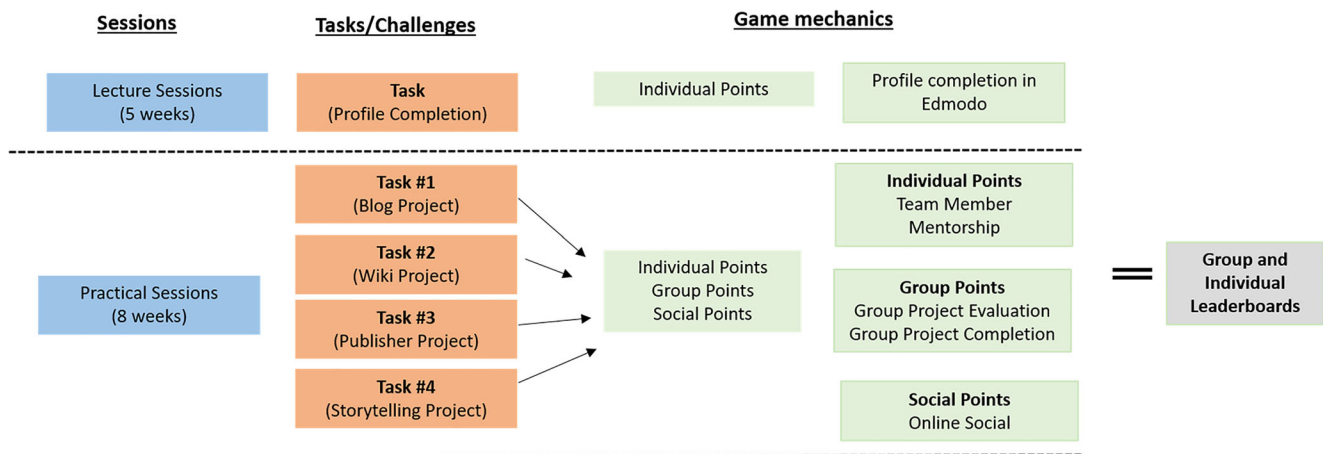 Sessions
Tasks/Challenges
Game mechanics
Lecture Sessions
(5 weeks)
Task
(Profile Completion)
Individual Points
Profile completion in
Edmodo
Practical Sessions
(8 weeks)
Task #1
(Blog Project)
Task #2
(Wiki Project)
Task #3
(Publisher Project)
Task #4
(Storytelling Project)
Individual Points
Group Points
Social Points
Individual Points
Team Member
Mentorship
Group Points
Group Project Evaluation
Group Project Completion
Social Points
Online Social
=
Group and
Individual
Leaderboards